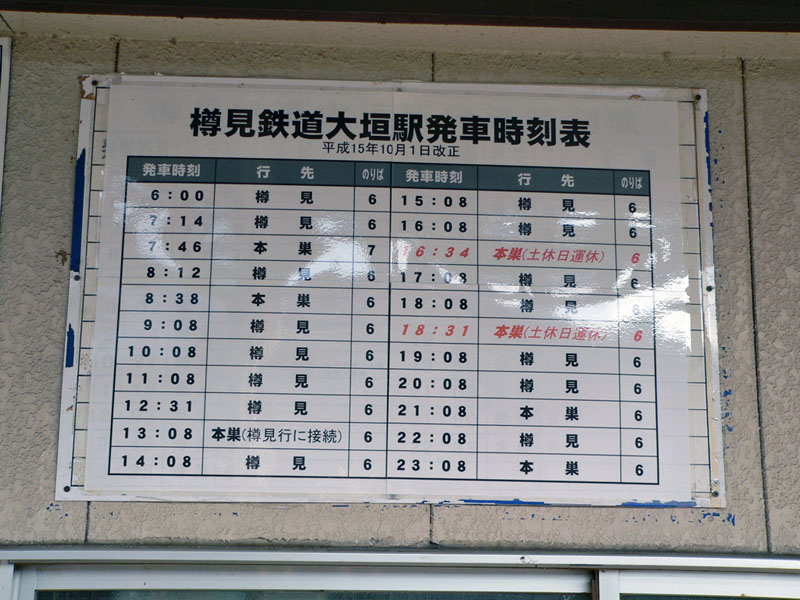 樽見鉄道大垣駅発車時刻表
平成15年10月1日改正
発車時刻 行先 のりば 発車時刻 行先 のりば
6:00 樽見 6 15:08 樽見 6
7:14 樽見 6 16:08 樽見 6
7:46 本巣 7 16:34 本巣(土休日運休) 6
8:12 樽見 6 17:08 樽見 6
8:38 本巣 6 18:08 樽見 6
9:08 樽見 6 18:31 本巣(土休日運休) 6
10:08 樽見 6 19:08 樽見 6
11:08 樽見 6 20:08 樽見 6
12:31 樽見 6 21:08 本巣 6
13:08 本巣(樽見行に接続) 6 22:08 樽見 6
14:08 樽見 6 23:08 本巣 6